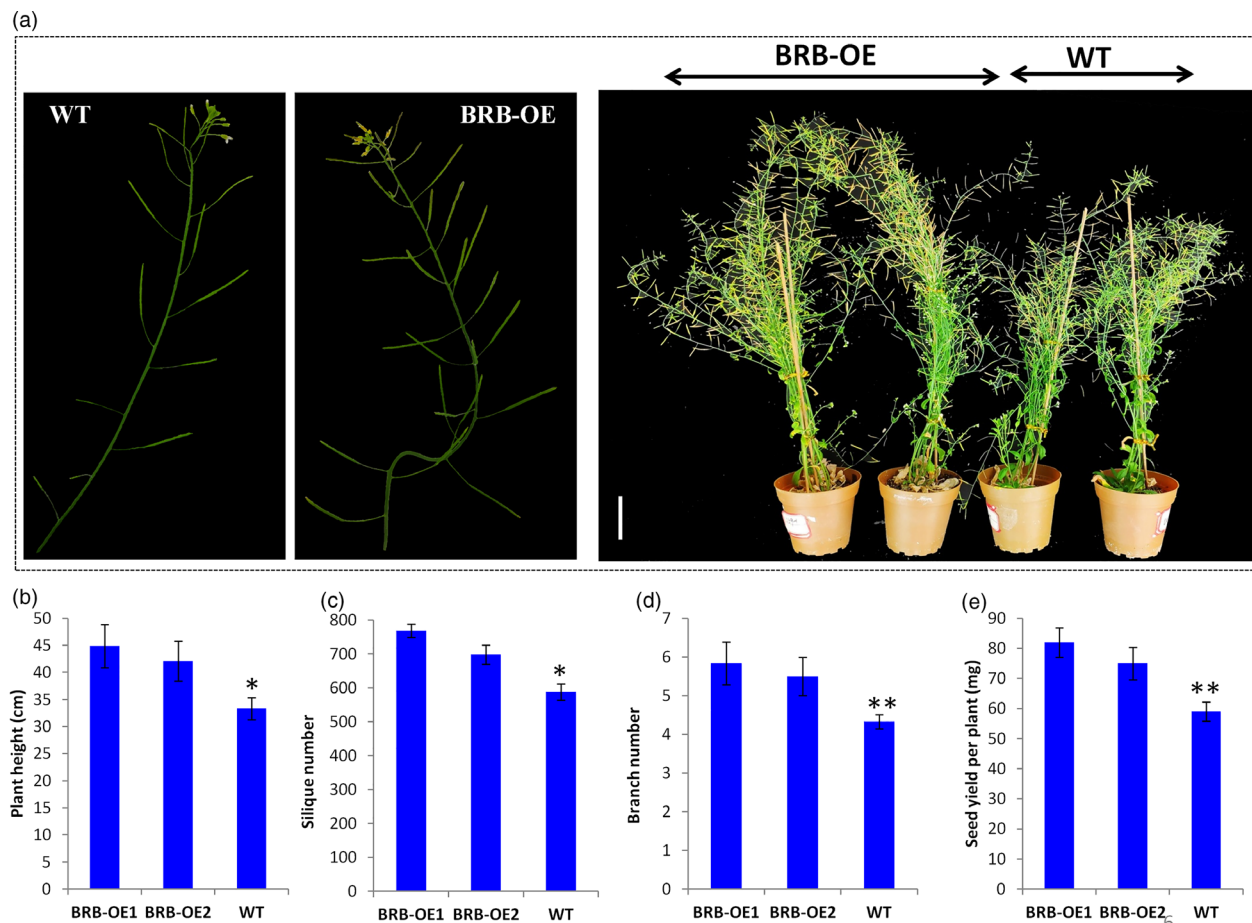 (a)
BRB-OE WT
WT
BRB-OE
(b)
Plant height (cm)
50
45
40
35
30
25
20
15
10
5
0
*
BRB-OE1 BRB-OE2 WT
(c)
Silique number
800
700
600
500
400
300
200
100
0
*
BRB-OE1 BRB-OE2 WT
(d)
Branch number
7
6
5
4
3
2
1
0
**
BRB-OE1 BRB-OE2 WT
(e)
Seed yield per plant (mg)
90
80
70
60
50
40
30
20
10
0
**
BRB-OE1 BRB-OE2 WT